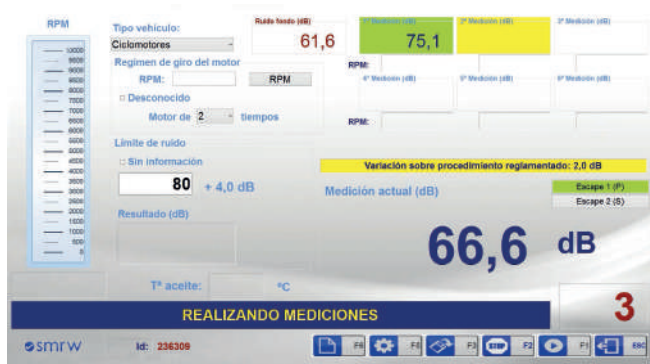 RPM
Tipo vehículo:
Ciclomotores
Ruido fondo (dB)
61,6
1ª Medición (dB)
75,1
2ª Medición (dB)
3ª Medición (dB)
Regimen de giro del motor
RPM:
RPM
Desconocido
Motor de 2 tiempos
RPM:
4ª Medición (dB)
5ª Medición (dB)
6ª Medición (dB)
RPM:
10000
9500
9000
8500
8000
7500
7000
6500
6000
5500
5000
4500
4000
3500
3000
2500
2000
1500
1000
500
0
Límite de ruido
Sin información
80 + 4,0 dB
Variación sobre procedimiento reglamentado: 2,0 dB
Medición actual (dB)
Escape 1 (P)
Escape 2 (S)
Resultado (dB)
66,6 dB
Tª aceite: ºC
REALIZANDO MEDICIONES
3
smrw
Id: 236309
F6
F3
F2
F1
ESC